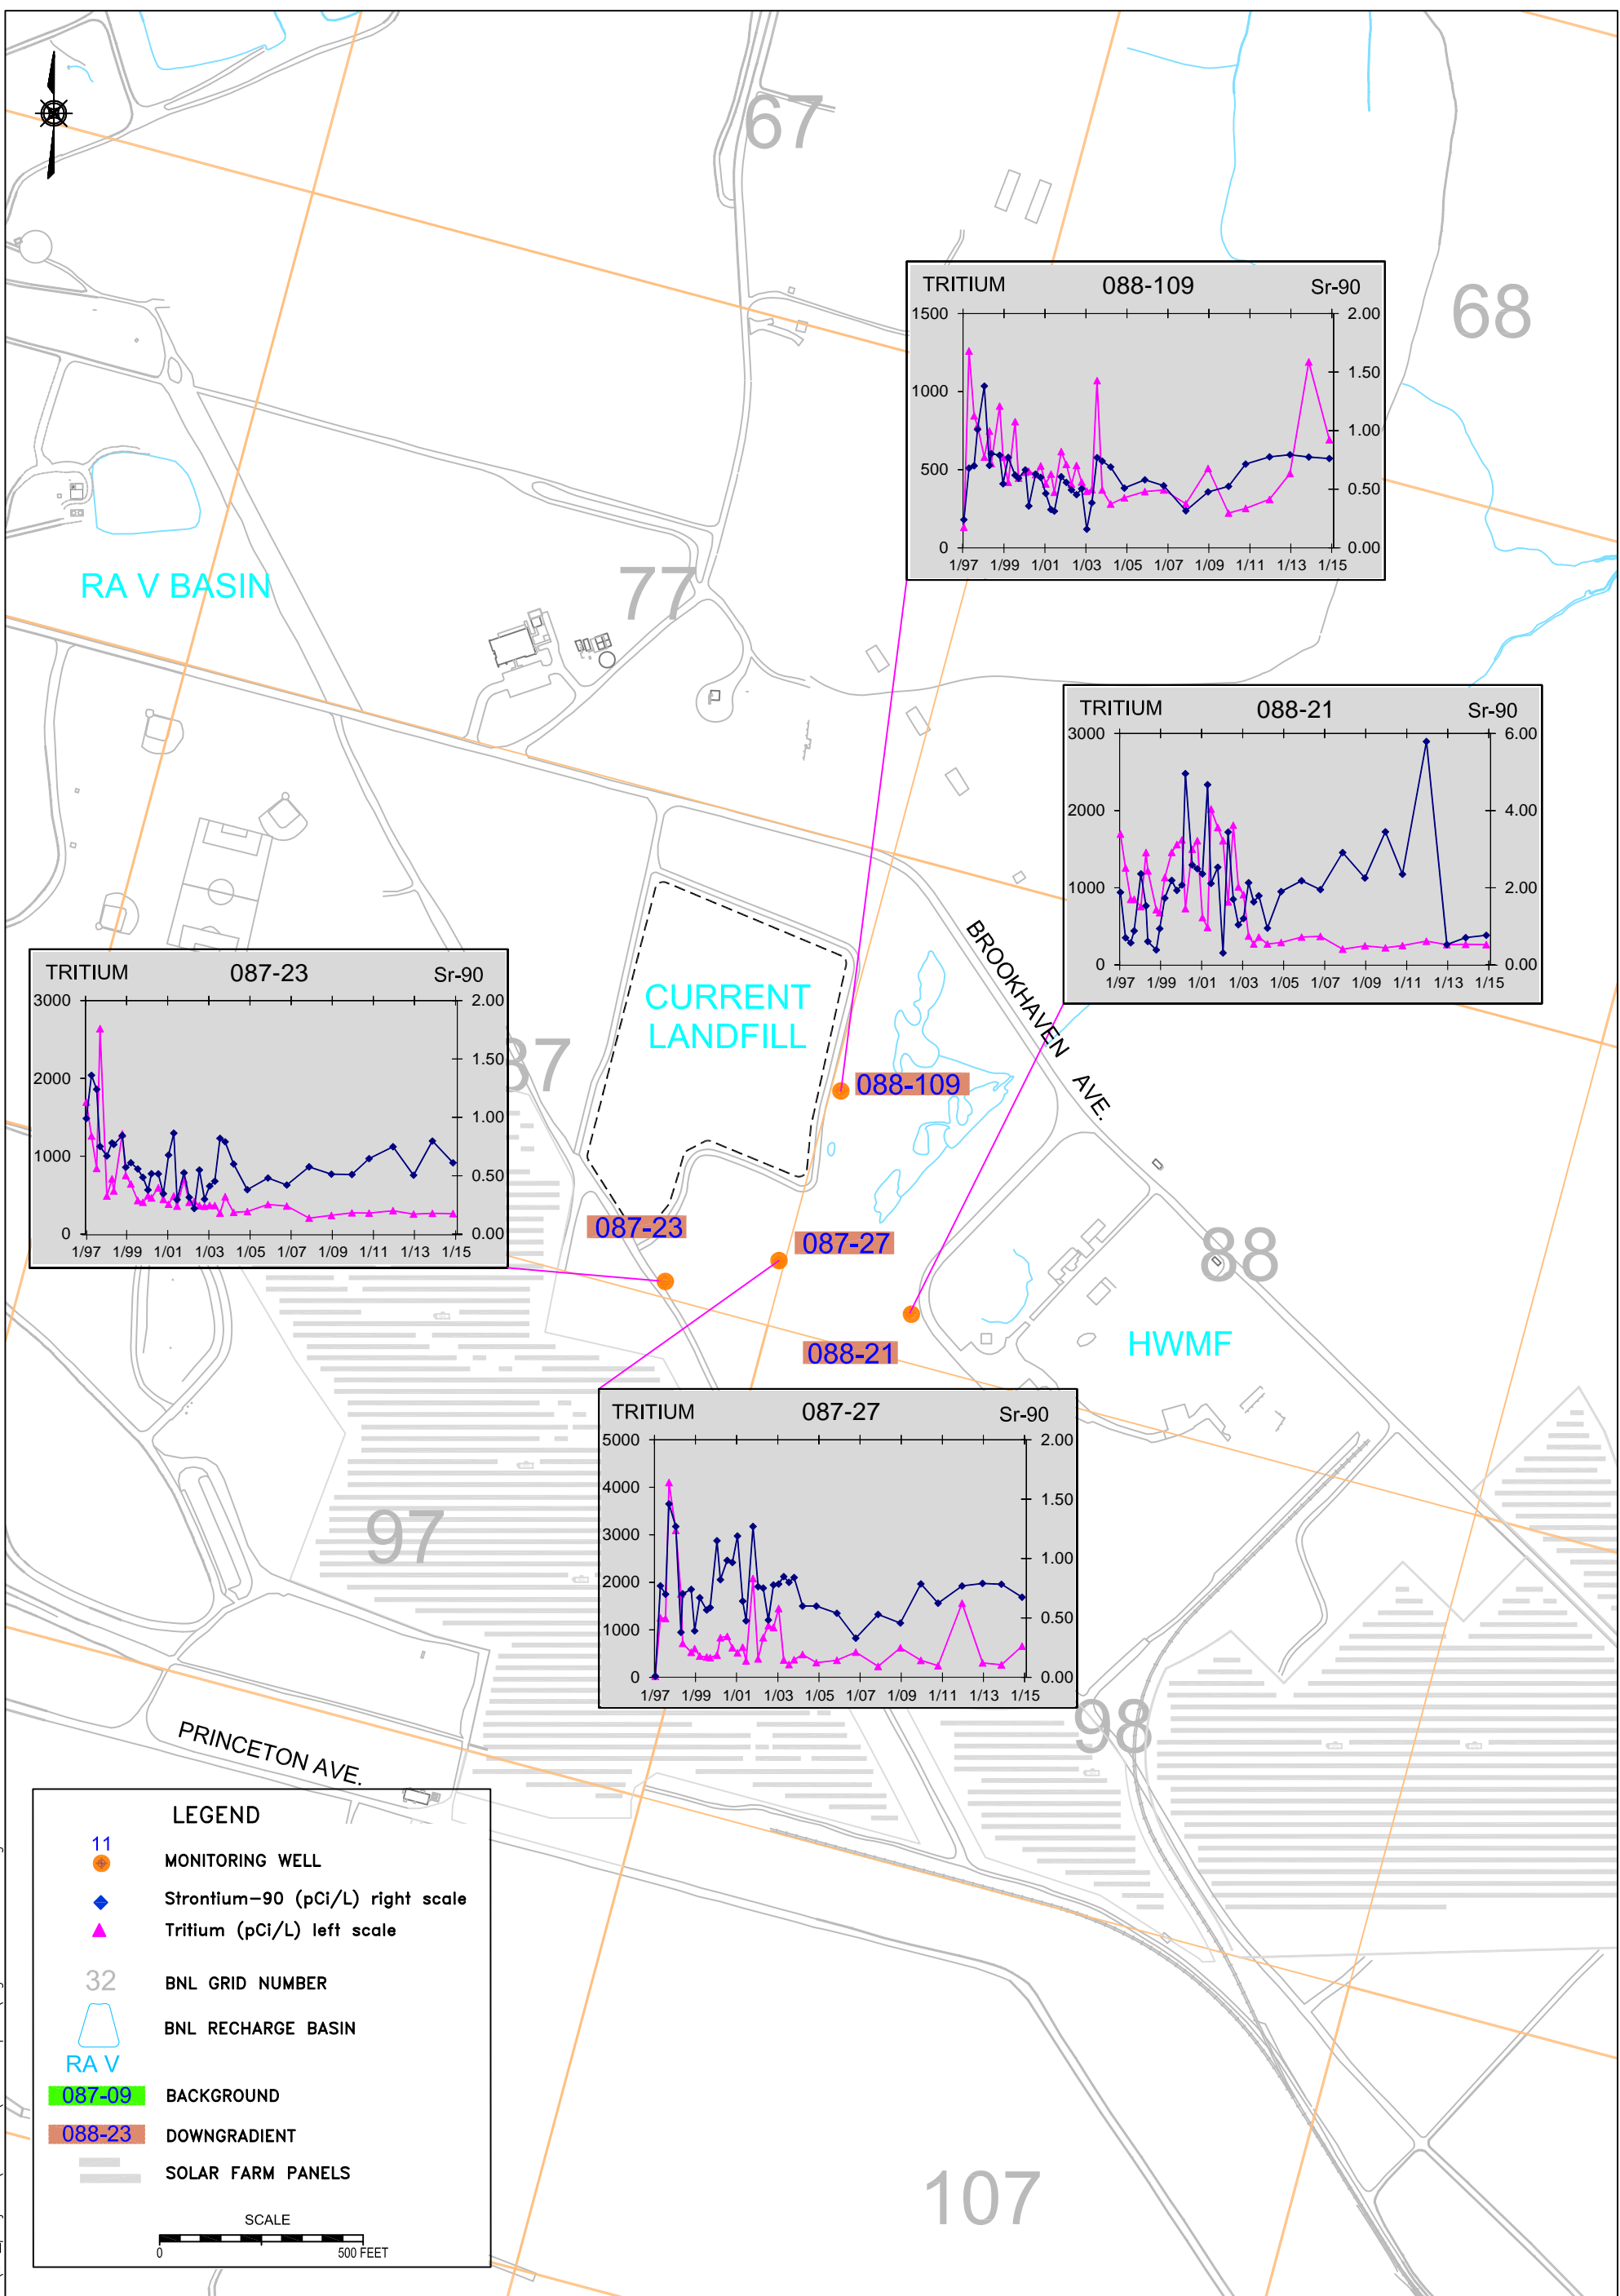 67
68
TRITIUM 088-109 Sr-90
1500 2.00
1.50
1000
1.00
500
0.50
0 0.00
1/97 1/99 1/01 1/03 1/05 1/07 1/09 1/11 1/13 1/15
RA V BASIN
77
TRITIUM 088-21 Sr-90
3000 6.00
2000 4.00
1000 2.00
0 0.00
1/97 1/99 1/01 1/03 1/05 1/07 1/09 1/11 1/13 1/15
BROOKHAVEN AVE.
TRITIUM 087-23 Sr-90
3000 2.00
1.50
2000
1.00
1000
0.50
0 0.00
1/97 1/99 1/01 1/03 1/05 1/07 1/09 1/11 1/13 1/15
CURRENT
LANDFILL
87
088-109
087-23
087-27
88
088-21
HWMF
TRITIUM 087-27 Sr-90
5000 2.00
4000
1.50
3000
1.00
2000
0.50
1000
0 0.00
1/97 1/99 1/01 1/03 1/05 1/07 1/09 1/11 1/13 1/15
97
98
PRINCETON AVE.
LEGEND
11
MONITORING WELL
Strontium-90 (pCi/L) right scale
Tritium (pCi/L) left scale
32 BNL GRID NUMBER
BNL RECHARGE BASIN
RA V
087-09 BACKGROUND
088-23 DOWNGRADIENT
SOLAR FARM PANELS
SCALE
0 500 FEET
107